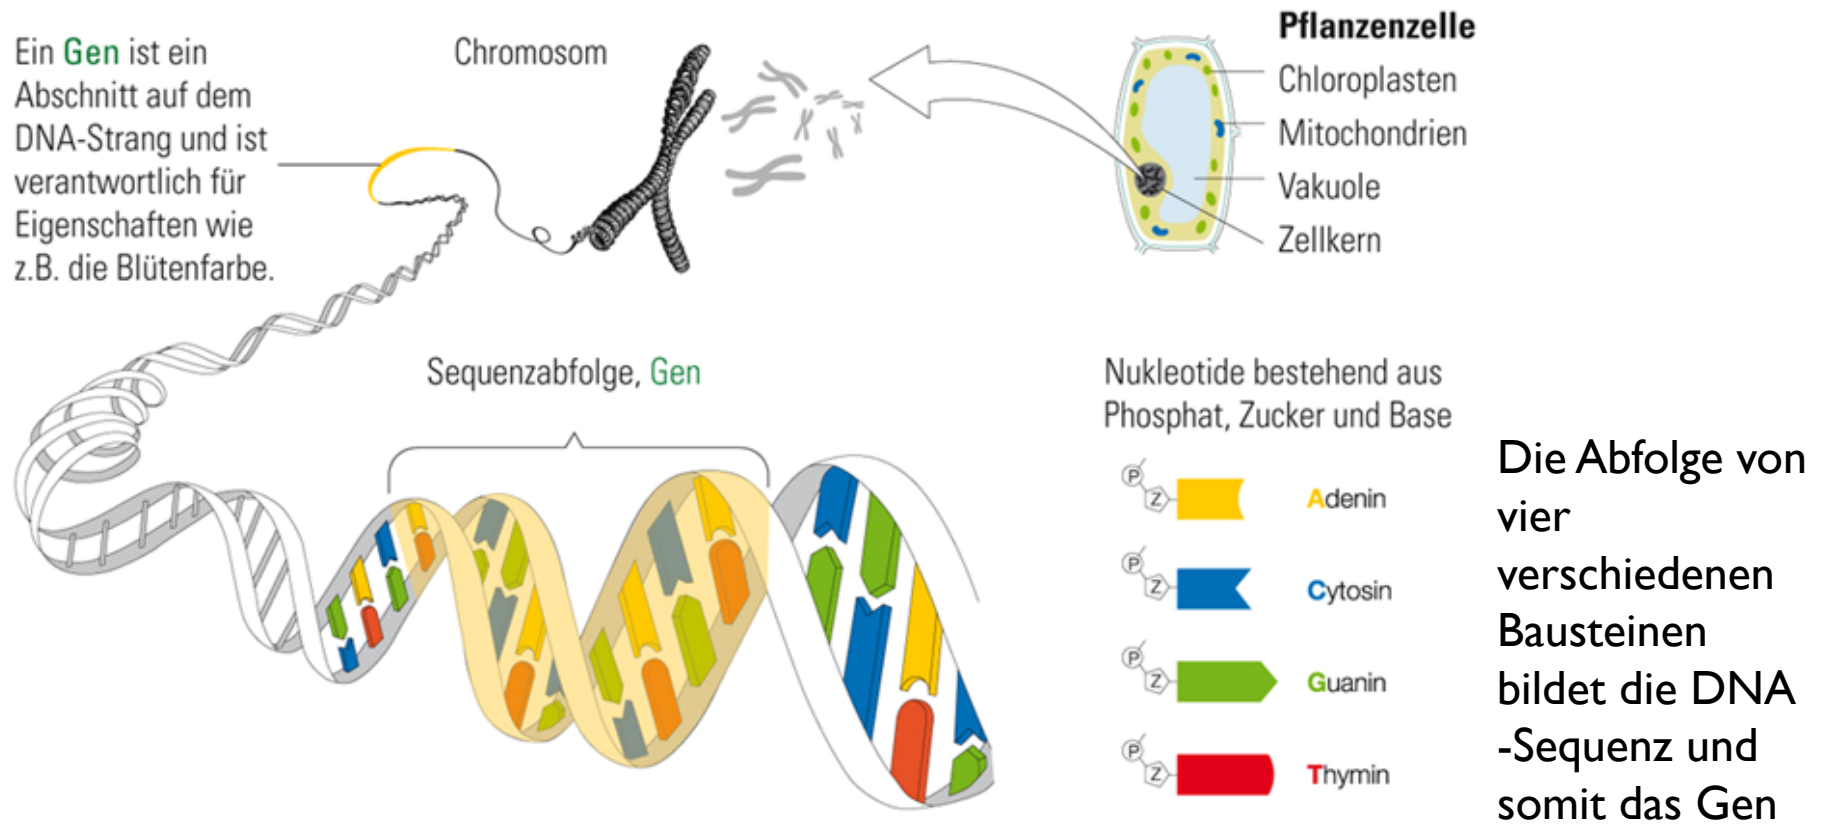 Ein Gen ist ein
Abschnitt auf dem
DNA-Strang und ist
verantwortlich für
Eigenschaften wie
z.B. die Blütenfarbe.
Chromosom
Pflanzenzelle
Chloroplasten
Mitochondrien
Vakuole
Zellkern
Sequenzabfolge, Gen
Nukleotide bestehend aus
Phosphat, Zucker und Base
P
Z
Adenin
P
Z
Cytosin
P
Z
Guanin
P
Z
Thymin
Die Abfolge von
vier
verschiedenen
Bausteinen
bildet die DNA
-Sequenz und
somit das Gen